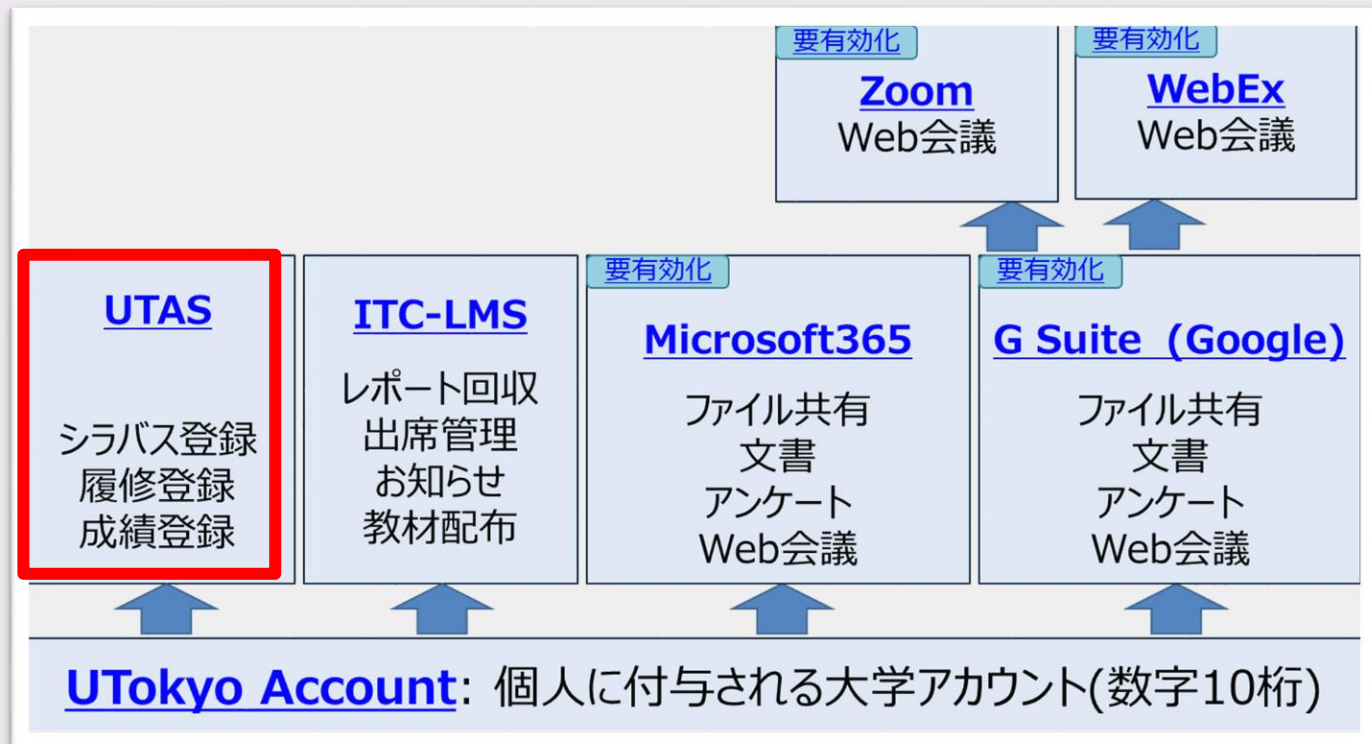 要有効化
Zoom
Web会議
要有効化
WebEx
Web会議
UTAS
シラバス登録
履修登録
成績登録
ITC-LMS
レポート回収
出席管理
お知らせ
教材配布
要有効化
Microsoft365
ファイル共有
文書
アンケート
Web会議
要有効化
G Suite (Google)
ファイル共有
文書
アンケート
Web会議
UTokyo Account: 個人に付与される大学アカウント(数字10桁)